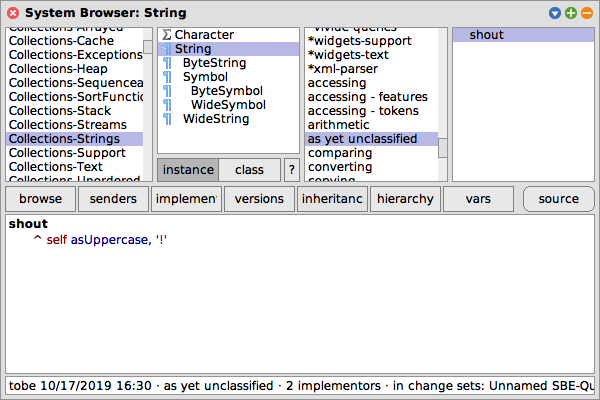 System Browser: String
Collections-Arrayed
Collections-Cache
Collections-Exceptions
Collections-Heap
Collections-Sequencea
Collections-SortFunctio
Collections-Stack
Collections-Streams
Collections-Strings
Collections-Support
Collections-Text
Collections-Unordered
Character
String
ByteString
Symbol
ByteSymbol
WideSymbol
WideString
instance
class
?
*widgets-support
*widgets-text
*xml-parser
accessing
accessing - features
accessing - tokens
arithmetic
as yet unclassified
comparing
converting
copying
shout
browse
senders
implemen
versions
inheritanc
hierarchy
vars
source
shout
^ self asUppercase, '!'
tobe 10/17/2019 16:30 · as yet unclassified · 2 implementors · in change sets: Unnamed SBE-Qu